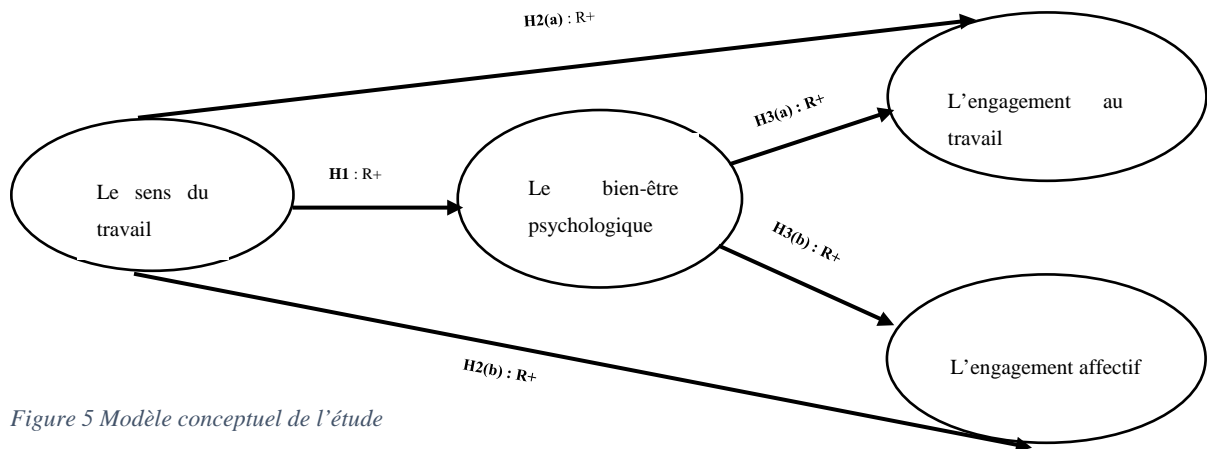 H2(a) : R+
L’engagement au
travail
H3(a) : R+
H1 : R+
Le sens du
travail
Le bien-être
psychologique
H3(b) : R+
H2(b) : R+
L’engagement affectif
Figure 5 Modèle conceptuel de l’étude